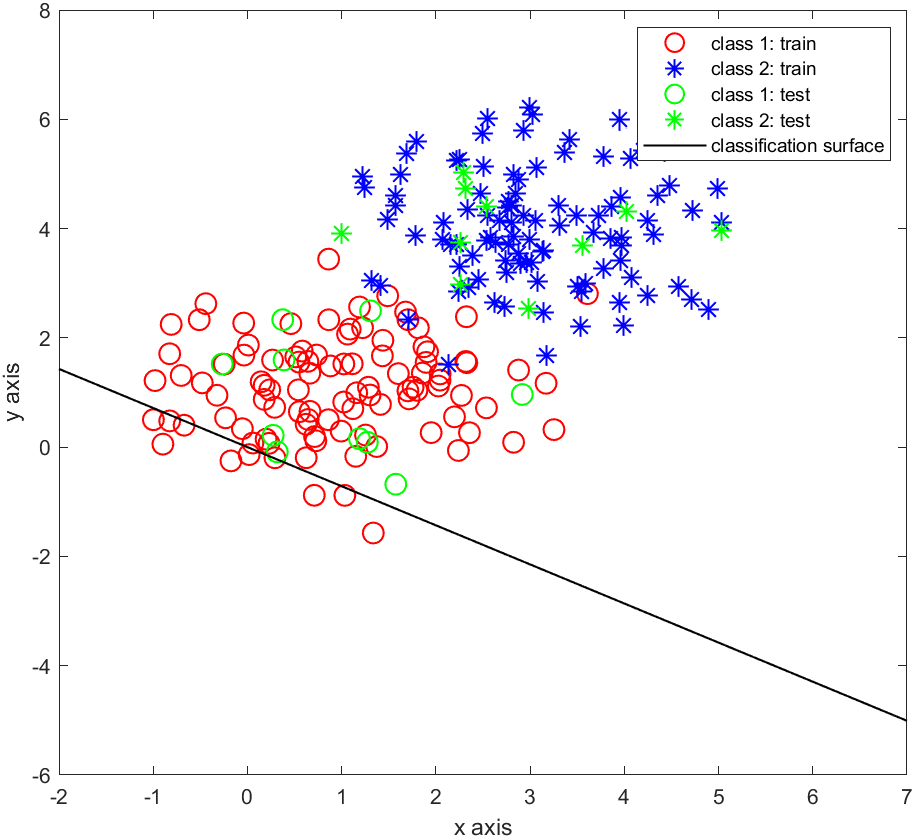 8
6
4
2
0
-2
-4
-6
-2 -1 0 1 2 3 4 5 6 7
x axis
y axis
class 1: train
class 2: train
class 1: test
class 2: test
classification surface